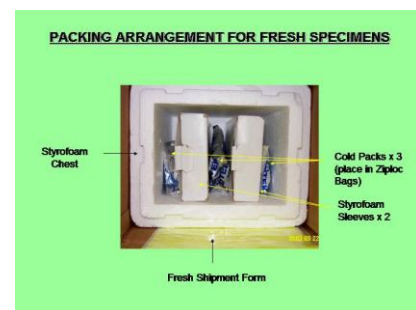 PACKING ARRANGEMENT FOR FRESH SPECIMENS
Styrofoam
Chest
Cold Packs x 3
(place in Ziploc
Bags)
Styrofoam
Sleeves x 2
Fresh Shipment Form